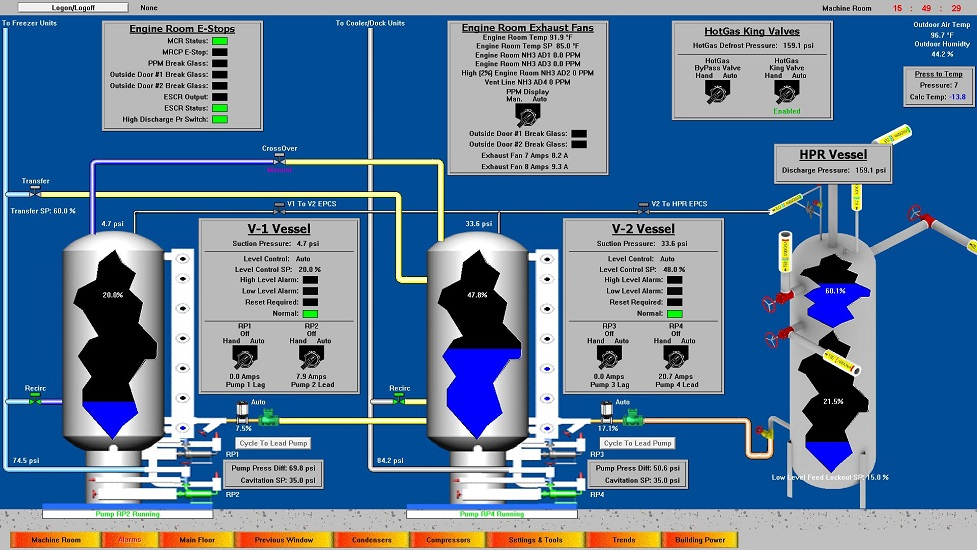 Logon/Logoff
None
Machine Room
15 : 49 : 29
To Freezer Units
Engine Room E-Stops
MCR Status:
MRCP E-Stop:
PPM Break Glass:
Outside Door #1 Break Glass:
Outside Door #2 Break Glass:
ESCR Output:
ESCR Status:
High Discharge Pr Switch:
To Cooler/Dock Units
Engine Room Exhaust Fans
Engine Room Temp 91.9 °F
Engine Room Temp SP 85.0 °F
Engine Room NH3 AD1 0.0 PPM
Engine Room NH3 AD3 0.0 PPM
High [2%] Engine Room NH3 AD2 0 PPM
Vent Line NH3 AD4 0 PPM
PPM Display
Man. Auto
Outside Door #1 Break Glass:
Outside Door #2 Break Glass:
Exhaust Fan 7 Amps 8.2 A
Exhaust Fan 8 Amps 9.3 A
HotGas King Valves
HotGas Defrost Pressure: 159.1 psi
HotGas
ByPass Valve
Hand Auto
HotGas
King Valve
Hand Auto
Enabled
Outdoor Air Temp
96.7 °F
Outdoor Humidity
44.2 %
Press to Temp
Pressure: 7
Calc Temp: -13.8
HPR Vessel
Discharge Pressure: 159.1 psi
CrossOver
Manual
Transfer
Transfer SP: 60.0 %
V1 To V2 EPCS
V2 To HPR EPCS
4.7 psi
33.6 psi
V-1 Vessel
Suction Pressure: 4.7 psi
Level Control: Auto
Level Control SP: 20.0 %
High Level Alarm:
Low Level Alarm:
Reset Required:
Normal:
RP1
Off
Hand Auto
0.0 Amps
Pump 1 Lag
RP2
Off
Hand Auto
7.9 Amps
Pump 2 Lead
V-2 Vessel
Suction Pressure: 33.6 psi
Level Control: Auto
Level Control SP: 48.0 %
High Level Alarm:
Low Level Alarm:
Reset Required:
Normal:
RP3
Off
Hand Auto
0.0 Amps
Pump 3 Lag
RP4
Off
Hand Auto
20.7 Amps
Pump 4 Lead
20.0%
47.8%
60.1%
21.5%
Recirc
Auto
7.5%
Cycle To Lead Pump
RP1
Pump Press Diff: 69.8 psi
Cavitation SP: 35.0 psi
RP2
74.5 psi
Pump RP2 Running
Recirc
Auto
17.1%
Cycle To Lead Pump
RP3
Pump Press Diff: 50.6 psi
Cavitation SP: 35.0 psi
RP4
84.2 psi
Pump RP4 Running
Low Level Feed Lockout SP: 15.0 %
Machine Room
Alarms
Main Floor
Previous Window
Condensers
Compressors
Settings & Tools
Trends
Building Power